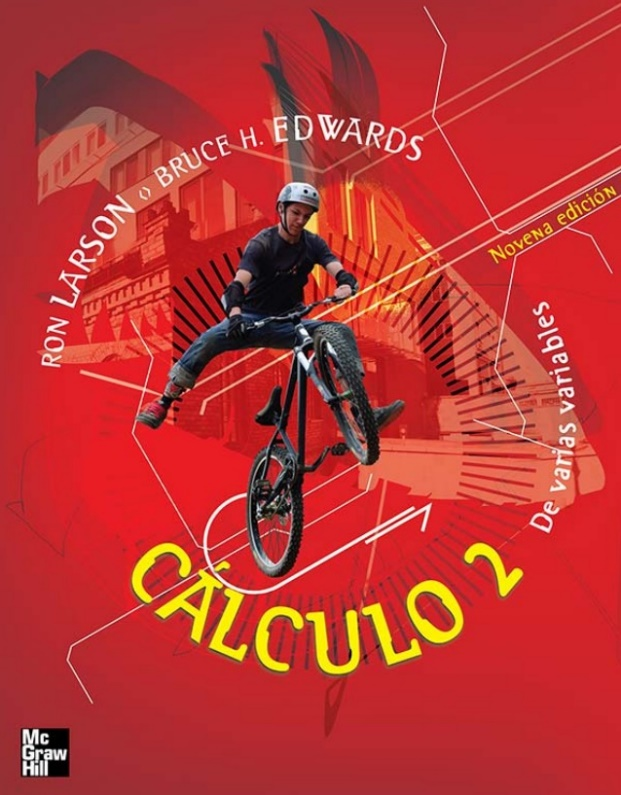 RON LARSON () BRUCE H. EDWARDS
Novena edición
De varias variables
CÁLCULO 2
Mc
Graw
Hill